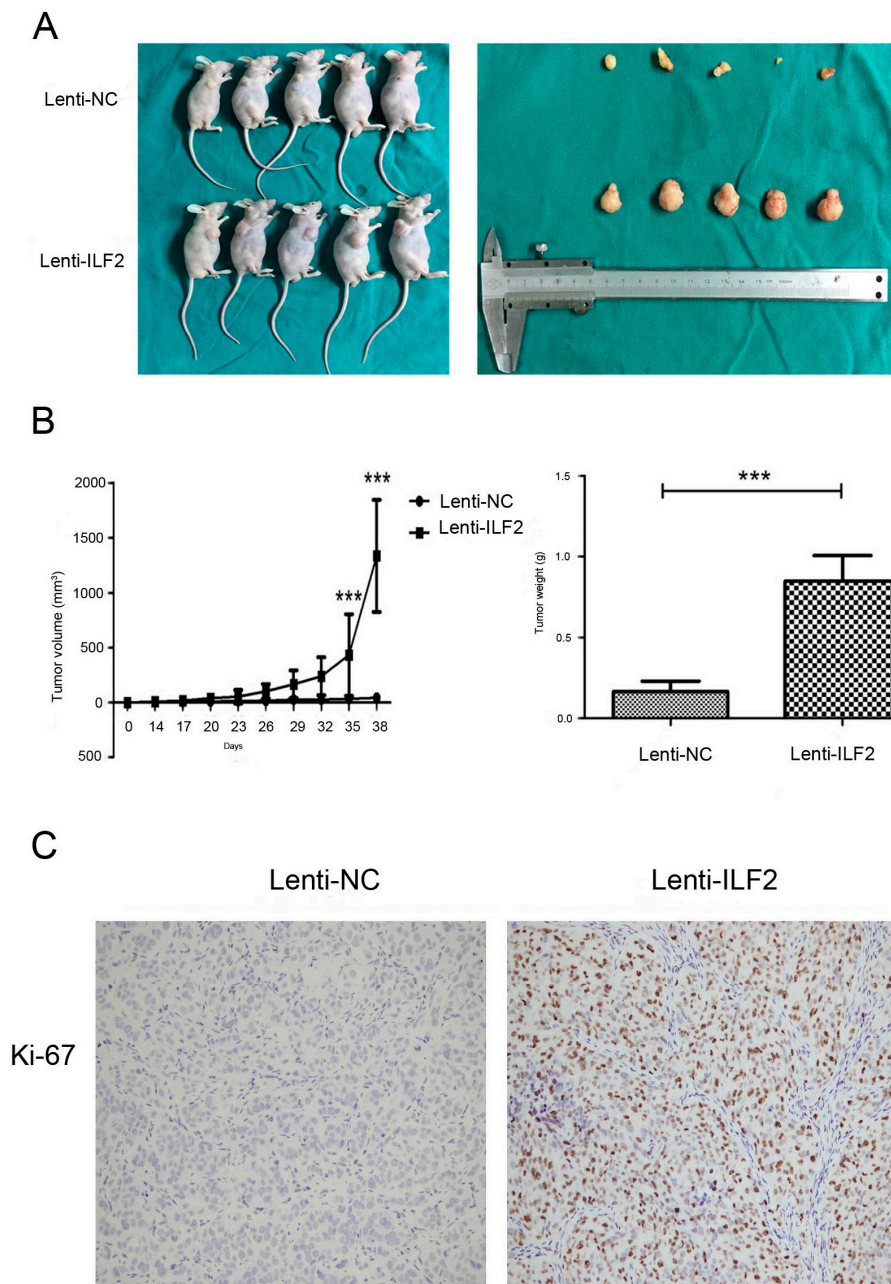 A
Lenti-NC
Lenti-ILF2
B
2000
1500
1000
500
0
500
Tumor volume (mm³)
0 14 17 20 23 26 29 32 35 38
Days
***
***
Lenti-NC
Lenti-ILF2
1.5
1.0
0.5
0.0
Tumor weight (g)
***
Lenti-NC
Lenti-ILF2
C
Lenti-NC
Lenti-ILF2
Ki-67